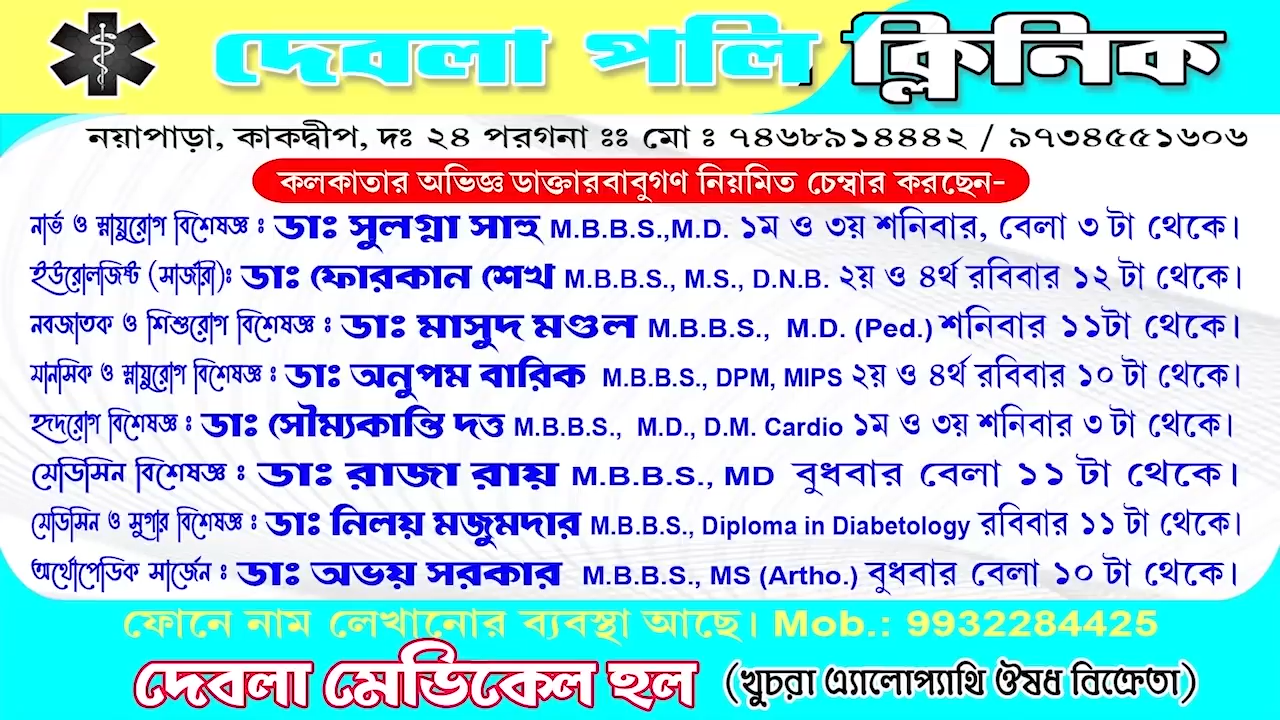 দেবলা পলি ক্লিনিক
নয়াপাড়া, কাকদ্বীপ, দঃ ২৪ পরগনা ঃঃ মো ঃ ৭৪৬৮৯১৪৪৪২ / ৯৭৩৪৫৫১৬০৬
কলকাতার অভিজ্ঞ ডাক্তারবাবুগণ নিয়মিত চেম্বার করছেন-
নার্ভ ও স্নায়ুরোগ বিশেষজ্ঞ ঃ ডাঃ সুলগ্না সাহু M.B.B.S.,M.D. ১ম ও ৩য় শনিবার, বেলা ৩ টা থেকে।
ইউরোলজিষ্ট (সার্জারী)ঃ ডাঃ ফোরকান শেখ M.B.B.S., M.S., D.N.B. ২য় ও ৪র্থ রবিবার ১২ টা থেকে।
নবজাতক ও শিশুরোগ বিশেষজ্ঞ ঃ ডাঃ মাসুদ মণ্ডল M.B.B.S., M.D. (Ped.) শনিবার ১১টা থেকে।
মানসিক ও স্নায়ুরোগ বিশেষজ্ঞ ঃ ডাঃ অনুপম বারিক M.B.B.S., DPM, MIPS ২য় ও ৪র্থ রবিবার ১০ টা থেকে।
হৃদরোগ বিশেষজ্ঞ ঃ ডাঃ সৌম্যকান্তি দত্ত M.B.B.S., M.D., D.M. Cardio ১ম ও ৩য় শনিবার ৩ টা থেকে।
মেডিসিন বিশেষজ্ঞ ঃ ডাঃ রাজা রায় M.B.B.S., MD বুধবার বেলা ১১ টা থেকে।
মেডিসিন ও সুগার বিশেষজ্ঞ ঃ ডাঃ নিলয় মজুমদার M.B.B.S., Diploma in Diabetology রবিবার ১১ টা থেকে।
অর্থোপেডিক সার্জেন ঃ ডাঃ অভয় সরকার M.B.B.S., MS (Artho.) বুধবার বেলা ১০ টা থেকে।
ফোনে নাম লেখানোর ব্যবস্থা আছে। Mob.: 9932284425
দেবলা মেডিকেল হল (খুচরা এ্যালোপ্যাথি ঔষধ বিক্রেতা)